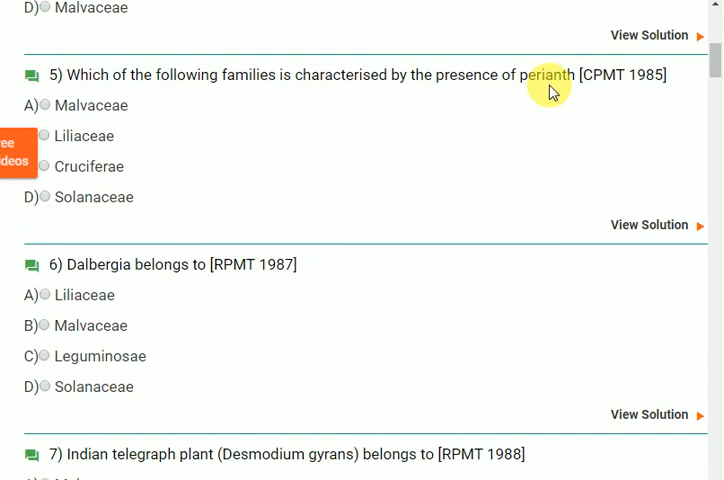 D) Malvaceae
View Solution
5) Which of the following families is characterised by the presence of perianth [CPMT 1985]
A) Malvaceae
ree
ideos
Liliaceae
Cruciferae
D) Solanaceae
View Solution
6) Dalbergia belongs to [RPMT 1987]
A) Liliaceae
B) Malvaceae
C) Leguminosae
D) Solanaceae
View Solution
7) Indian telegraph plant (Desmodium gyrans) belongs to [RPMT 1988]